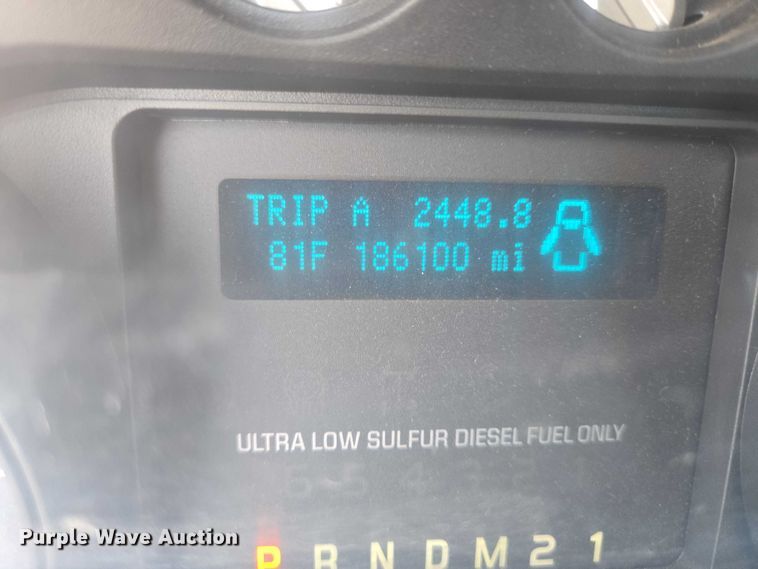 TRIP A 2448.8
81F 186100 mi
ULTRA LOW SULFUR DIESEL FUEL ONLY
P R N D M 2 1
Purple Wave Auction